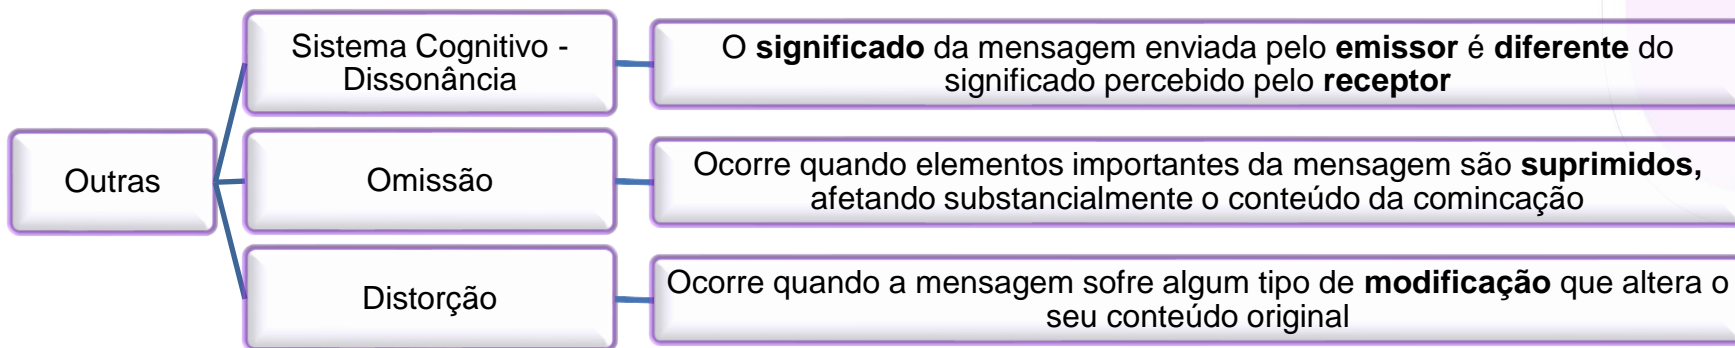 Outras
Sistema Cognitivo -
Dissonância
O significado da mensagem enviada pelo emissor é diferente do
significado percebido pelo receptor
Omissão
Ocorre quando elementos importantes da mensagem são suprimidos,
afetando substancialmente o conteúdo da comincação
Distorção
Ocorre quando a mensagem sofre algum tipo de modificação que altera o
seu conteúdo original